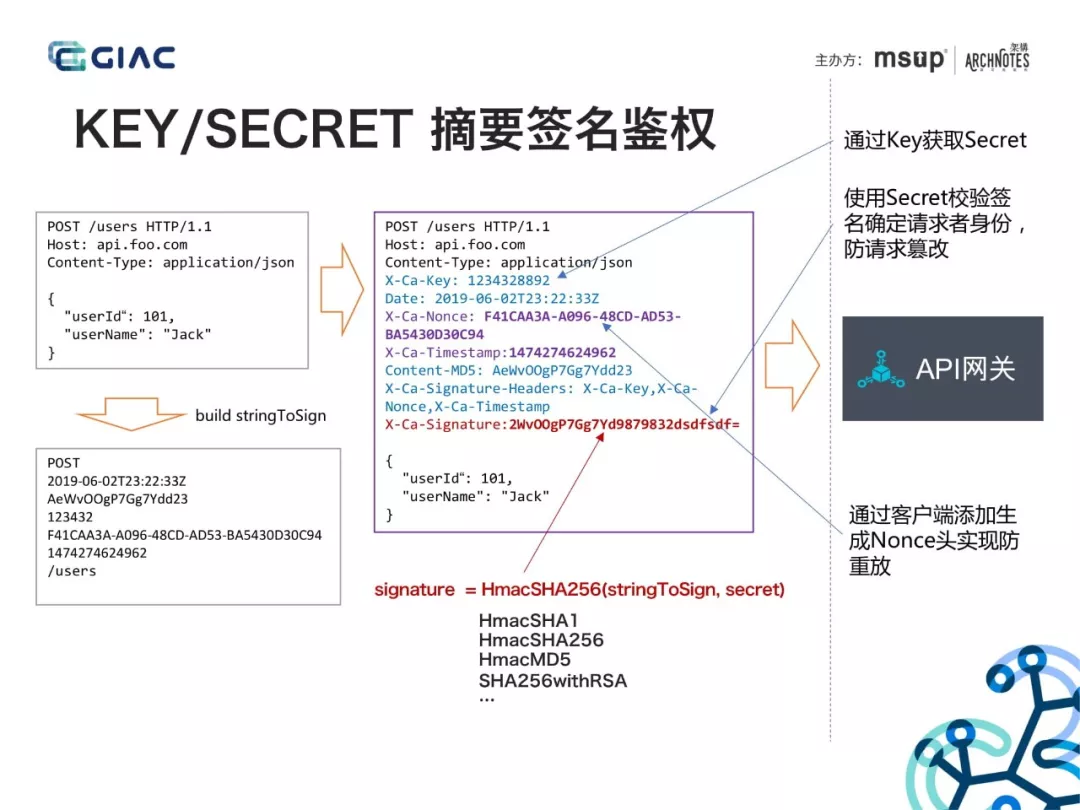 GIAC
主办方：
msup
架構
ARCHNOTES
KEY/SECRET 摘要签名鉴权
POST /users HTTP/1.1
Host: api.foo.com
Content-Type: application/json
{
"userId“: 101,
"userName": "Jack"
}
build stringToSign
POST
2019-06-02T23:22:33Z
AeWvOOgP7Gg7Ydd23
123432
F41CAA3A-A096-48CD-AD53-BA5430D30C94
1474274624962
/users
POST /users HTTP/1.1
Host: api.foo.com
Content-Type: application/json
X-Ca-Key: 1234328892
Date: 2019-06-02T23:22:33Z
X-Ca-Nonce: F41CAA3A-A096-48CD-AD53-
BA5430D30C94
X-Ca-Timestamp:1474274624962
Content-MD5: AeWvOOgP7Gg7Ydd23
X-Ca-Signature-Headers: X-Ca-Key,X-Ca-
Nonce,X-Ca-Timestamp
X-Ca-Signature:2WvOOgP7Gg7Yd9879832dsdfsdf=
{
"userId“: 101,
"userName": "Jack"
}
signature = HmacSHA256(stringToSign, secret)
HmacSHA1
HmacSHA256
HmacMD5
SHA256withRSA
...
通过Key获取Secret
使用Secret校验签
名确定请求者身份，
防请求篡改
API网关
通过客户端添加生
成Nonce头实现防
重放